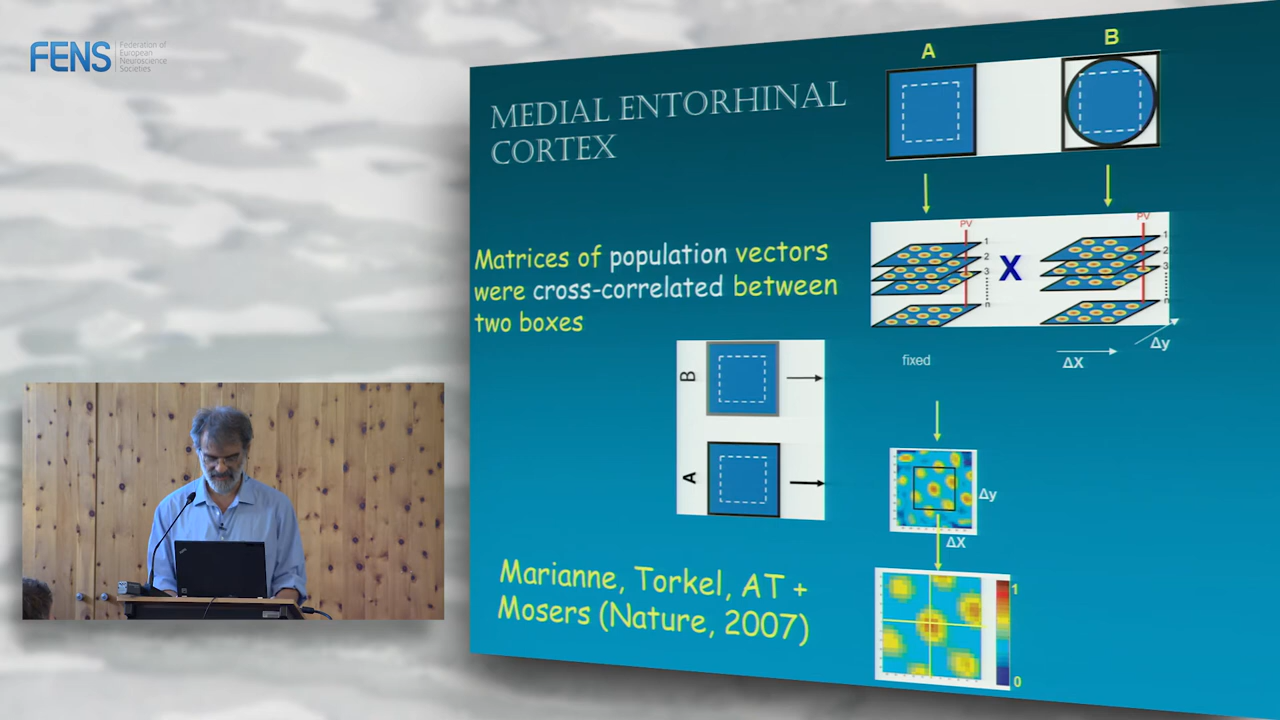 FENS
Federation of
European
Neuroscience
Societies
MEDIAL ENTORHINAL
CORTEX
A
B
Matrices of population vectors
were cross-correlated between
two boxes
PV
1
2
3
n
X
PV
1
2
3
n
fixed
ΔX
Δy
B
A
Δy
ΔX
Marianne, Torkel, AT +
Mosers (Nature, 2007)
1
0